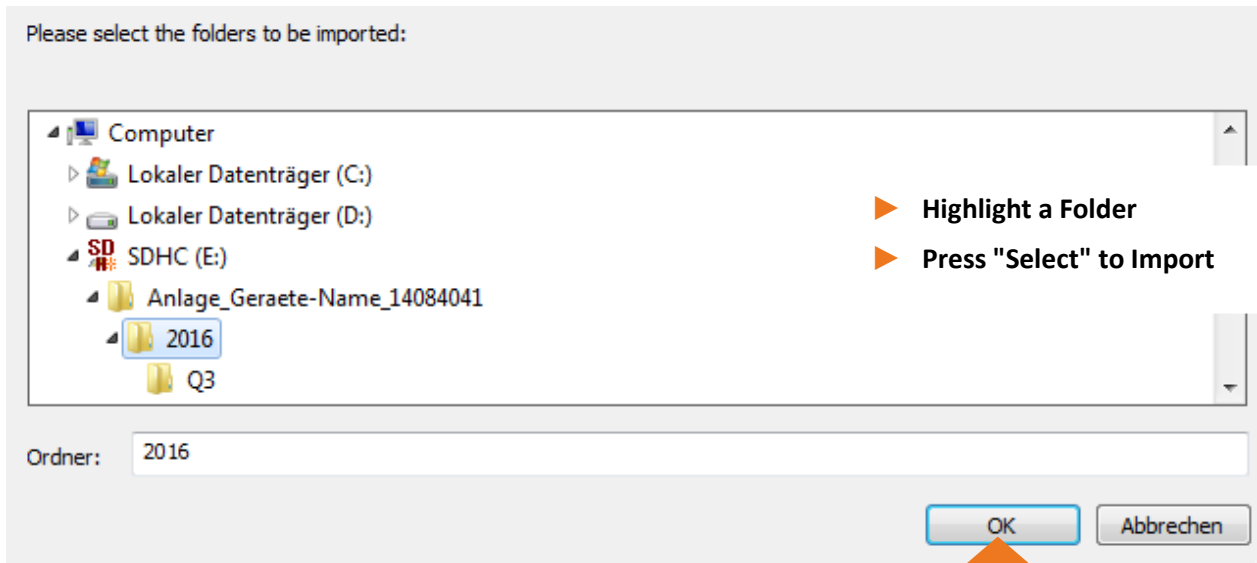 Please select the folders to be imported:
Computer
Lokaler Datenträger (C:)
Lokaler Datenträger (D:)
SDHC (E:)
Anlage_Geraete-Name_14084041
2016
Q3
Highlight a Folder
Press "Select" to Import
Ordner: 2016
OK Abbrechen